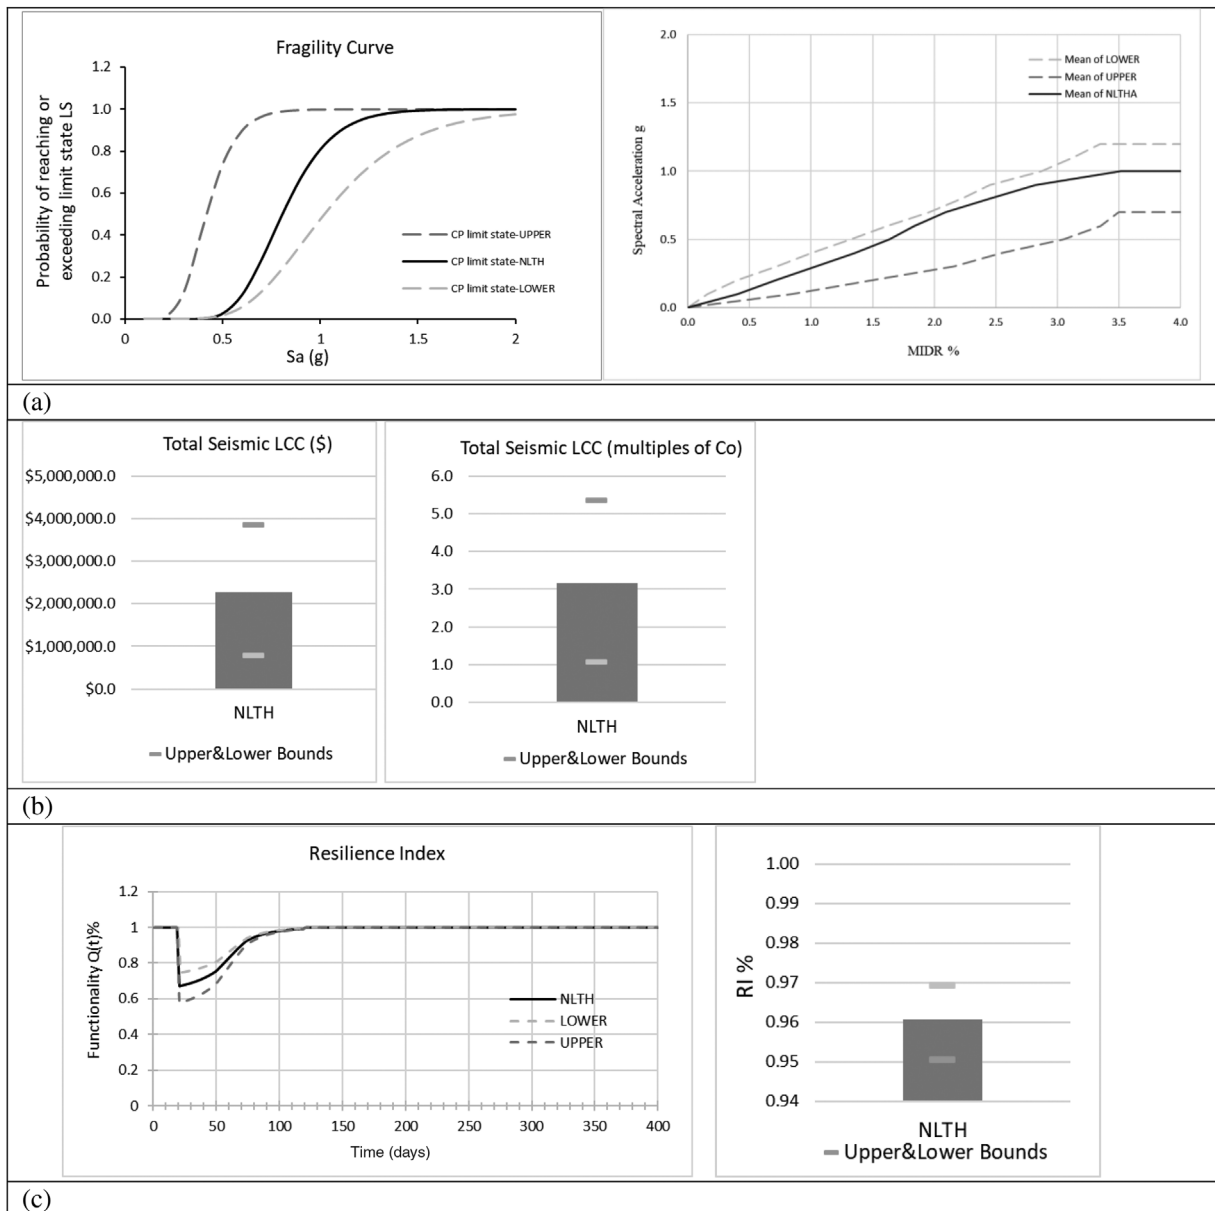 Fragility Curve
Probability of reaching or
exceeding limit state LS
1.2
1.0
0.8
0.6
0.4
0.2
0.0
0
0.5
1
1.5
2
Sa (g)
CP limit state-UPPER
CP limit state-NLTH
CP limit state-LOWER
Spectral Acceleration g
2.0
1.5
1.0
0.5
0.0
0.0
0.5
1.0
1.5
2.0
2.5
3.0
3.5
4.0
MIDR %
Mean of LOWER
Mean of UPPER
Mean of NLTHA
(a)
Total Seismic LCC ($)
$5,000,000.0
$4,000,000.0
$3,000,000.0
$2,000,000.0
$1,000,000.0
$0.0
NLTH
Upper&Lower Bounds
Total Seismic LCC (multiples of Co)
6.0
5.0
4.0
3.0
2.0
1.0
0.0
NLTH
Upper&Lower Bounds
(b)
Resilience Index
Functionality Q(t)%
1.2
1
0.8
0.6
0.4
0.2
0
0
50
100
150
200
250
300
350
400
Time (days)
NLTH
LOWER
UPPER
RI %
1.00
0.99
0.98
0.97
0.96
0.95
0.94
NLTH
Upper&Lower Bounds
(c)